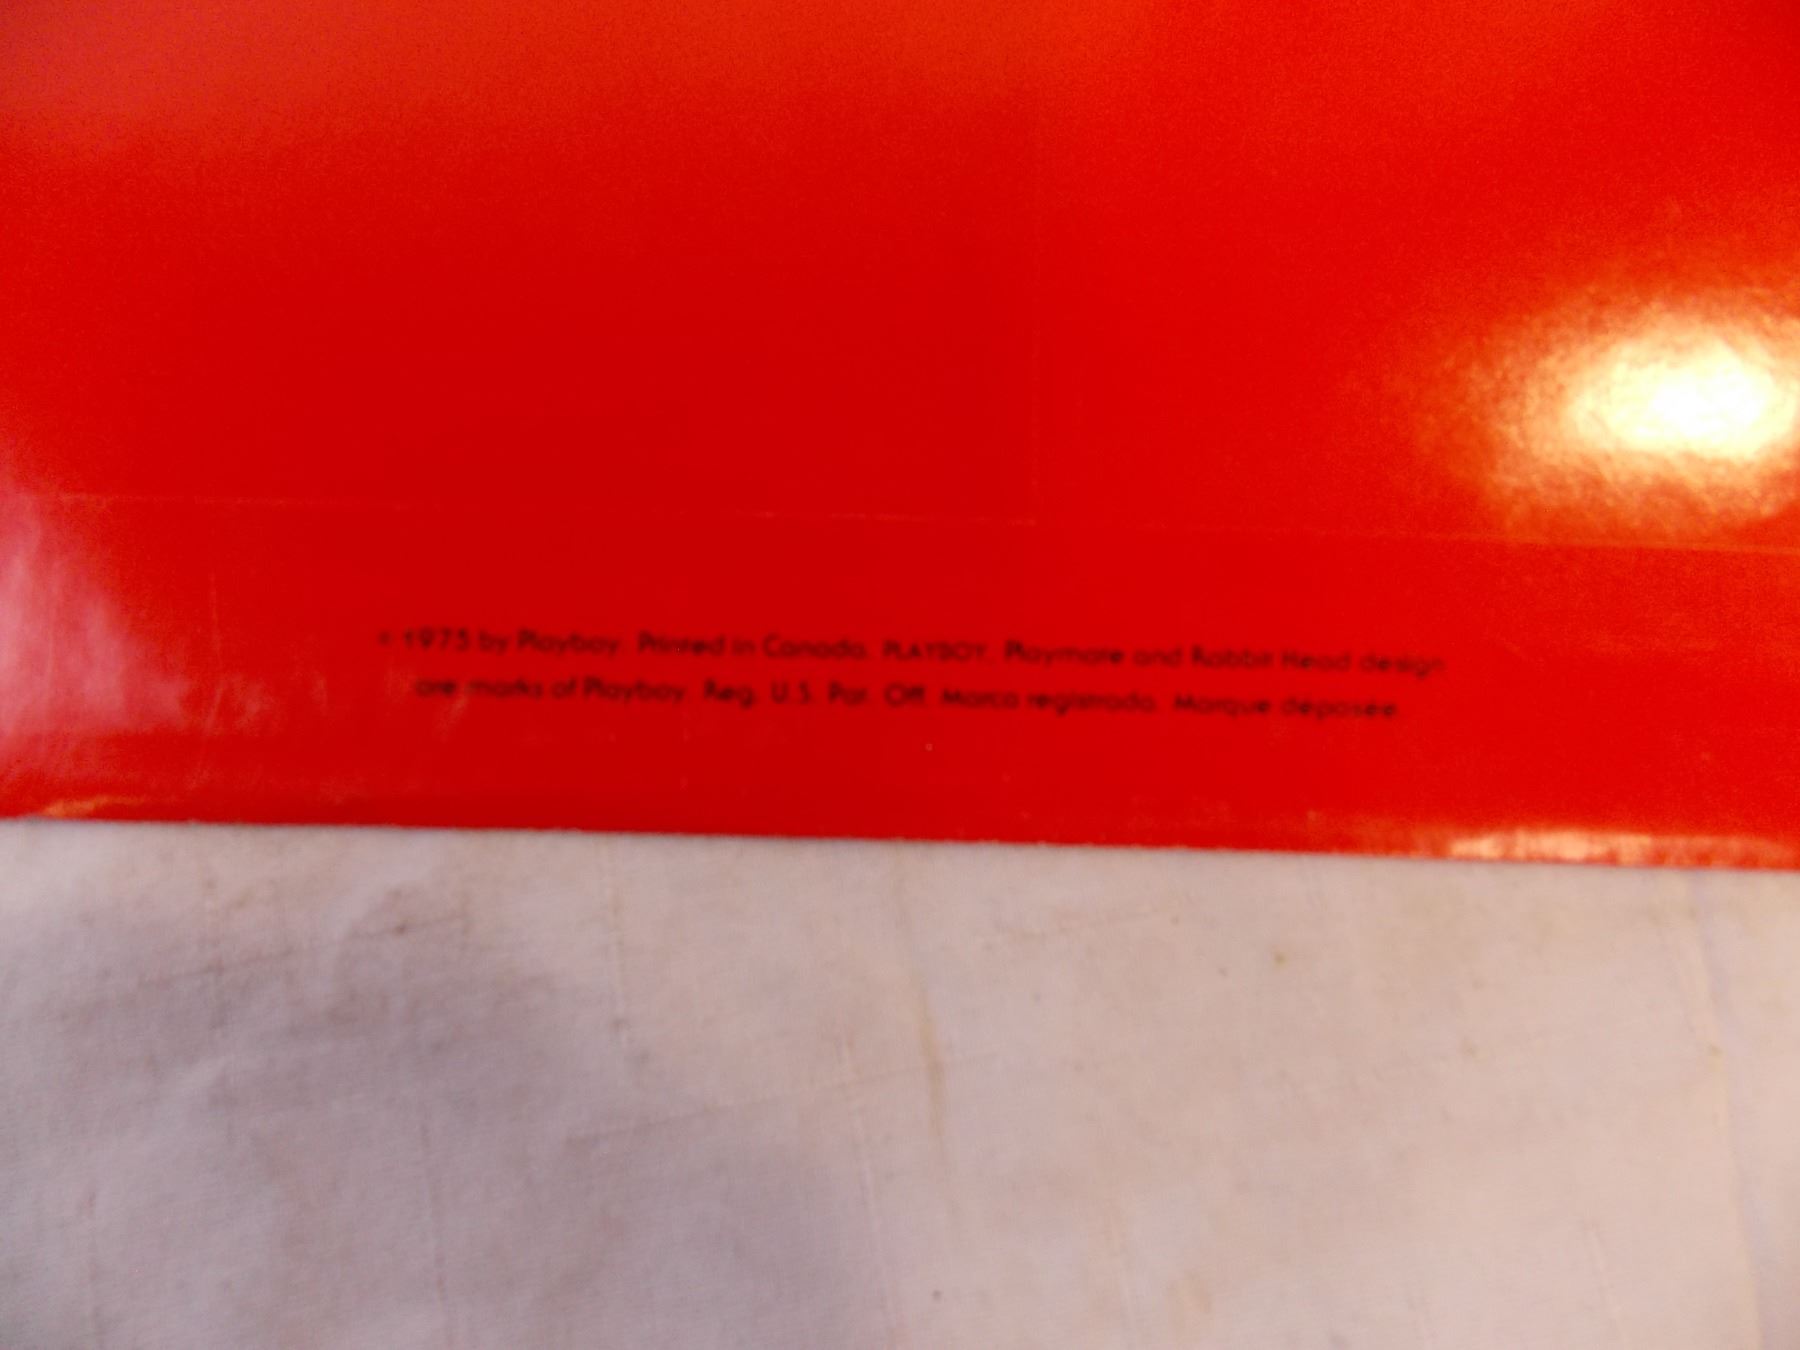 © 1975 by Playboy. Printed in Canada. PLAYBOY, Playmate and Rabbit Head design
are marks of Playboy. Reg. U.S. Pat. Off. Marca registrada. Marque déposée.